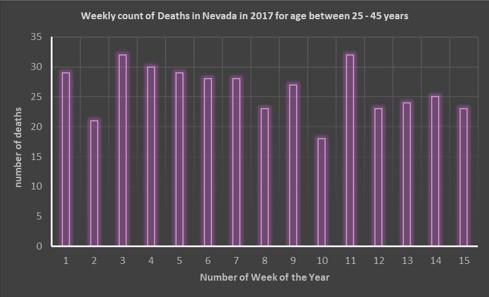 Weekly count of Deaths in Nevada in 2017 for age between 25 - 45 years
35
30
25
20
15
10
5
0
number of deaths
1 2 3 4 5 6 7 8 9 10 11 12 13 14 15
Number of Week of the Year